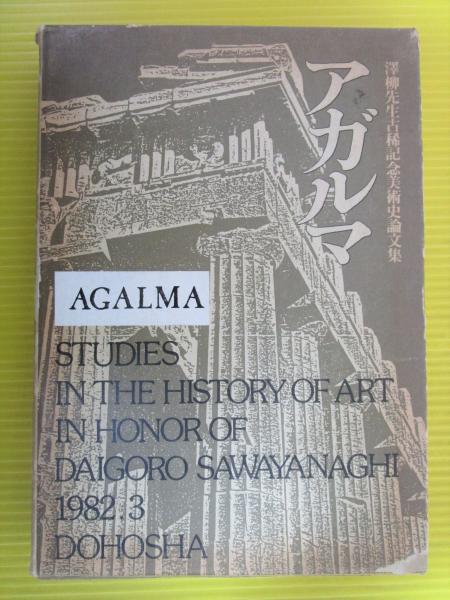 アガルマ
澤柳先生古稀記念美術史論文集
AGALMA
STUDIES
IN THE HISTORY OF ART
IN HONOR OF
DAIGORO SAWAYANAGHI
1982.3
DOHOSHA